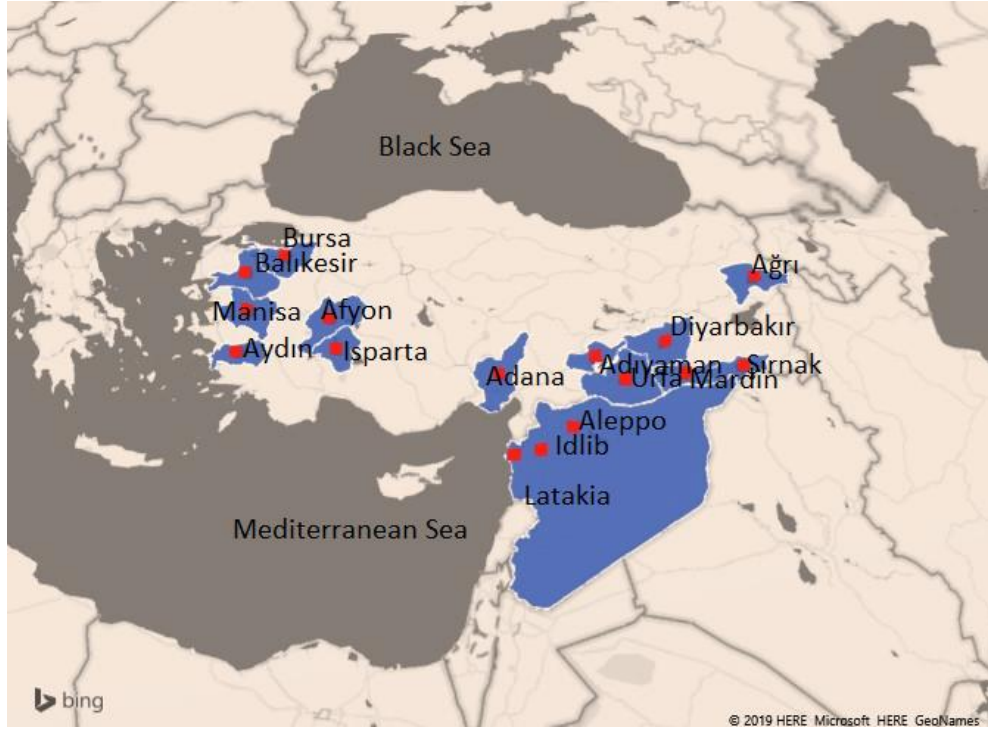 Black Sea
Bursa
Balıkesir
Ağrı
Manisa
Afyon
Diyarbakır
Aydın
Isparta
Adıyaman
Sırnak
Adana
Urfa
Mardin
Aleppo
Idlib
Latakia
Mediterranean Sea
bing
© 2019 HERE Microsoft HERE GeoNames